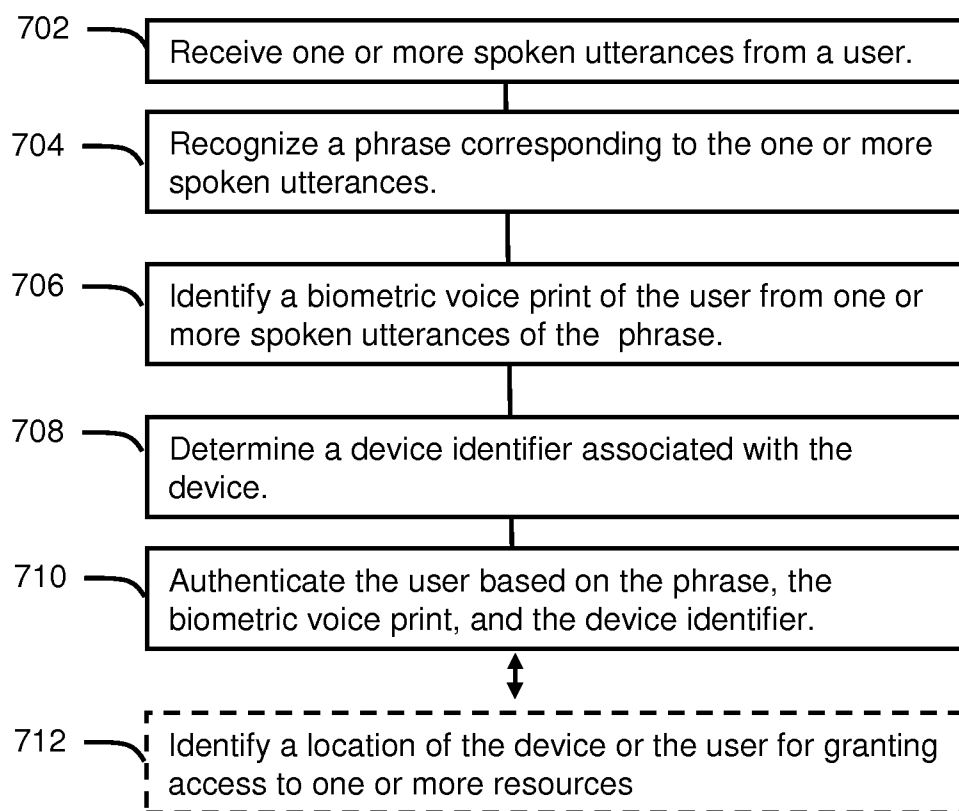 702
Receive one or more spoken utterances from a user.
704
Recognize a phrase corresponding to the one or more
spoken utterances.
706
Identify a biometric voice print of the user from one or
more spoken utterances of the phrase.
708
Determine a device identifier associated with the
device.
710
Authenticate the user based on the phrase, the
biometric voice print, and the device identifier.
712
Identify a location of the device or the user for granting
access to one or more resources